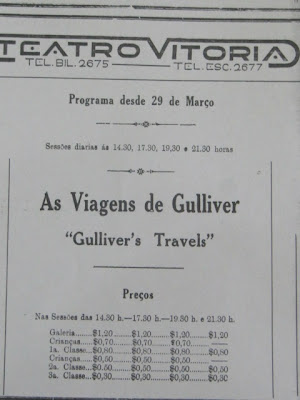 TEATRO VITORIA
TEL. BIL. 2675 TEL. ESC. 2677
Programa desde 29 de Março
Sessões diarias ás 14.30, 17.30, 19,30 e 21.30 horas
As Viagens de Gulliver
"Gulliver's Travels"
Preços
Nas Sessões das 14.30 h.—17.30 h.—19.30 h. e 21.30 h.
Galeria......$1,20......$1,20......$1,20......$1,20
Crianças.....$0,70......$0,70......$0,70......
1a. Classe...$0,80......$0,80......$0,80......$0,80
Crianças.....$0,50......$0,50......$0,50......
2a. Classe...$0,50......$0,50......$0,50......$0,50
3a. Classe...$0,30......$0,30......$0,30......$0,30